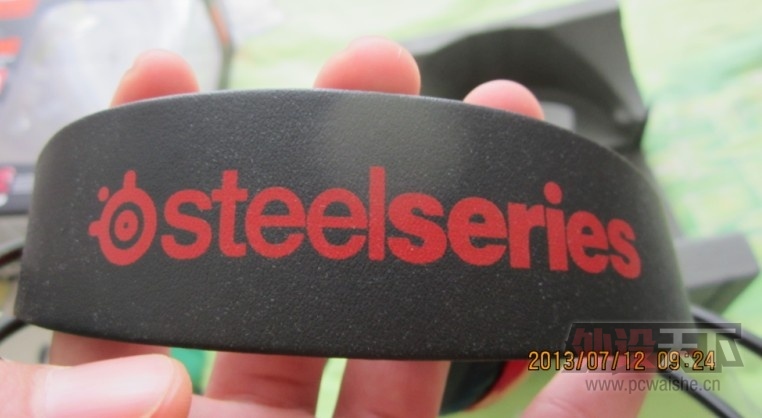 steelseries
外设天下
2013/07/12 09:24
www.pcwaishe.cn